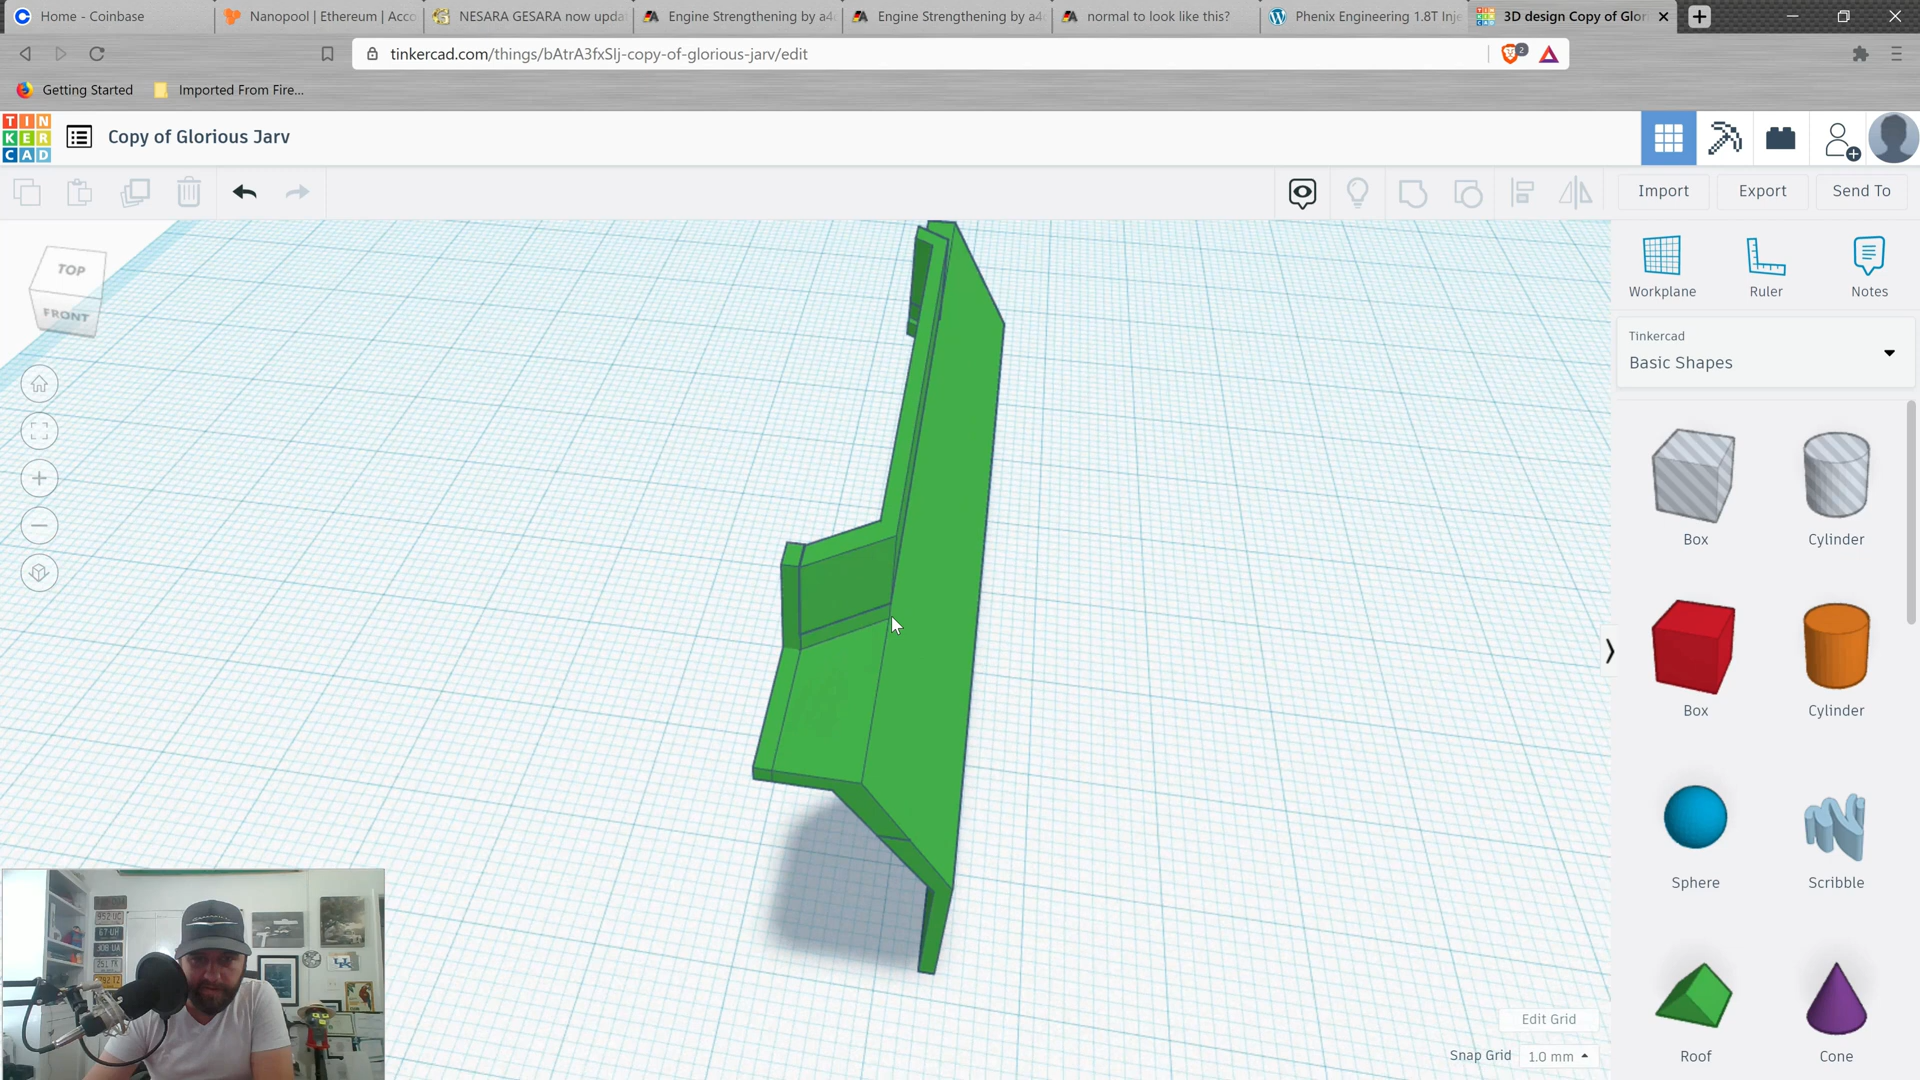 Home - Coinbase
Nanopool | Ethereum | Acco
NESARA GESARA now upda
Engine Strengthening by a4
Engine Strengthening by a4
normal to look like this?
Phenix Engineering 1.8T Inje
3D design Copy of Glor
tinkercad.com/things/bAtrA3fxSlj-copy-of-glorious-jarv/edit
2
Getting Started
Imported From Fire...
TINKERCAD
Copy of Glorious Jarv
Import
Export
Send To
TOP
FRONT
Workplane
Ruler
Notes
Tinkercad
Basic Shapes
Box
Cylinder
Box
Cylinder
Sphere
Scribble
Roof
Cone
Edit Grid
Snap Grid
1.0 mm